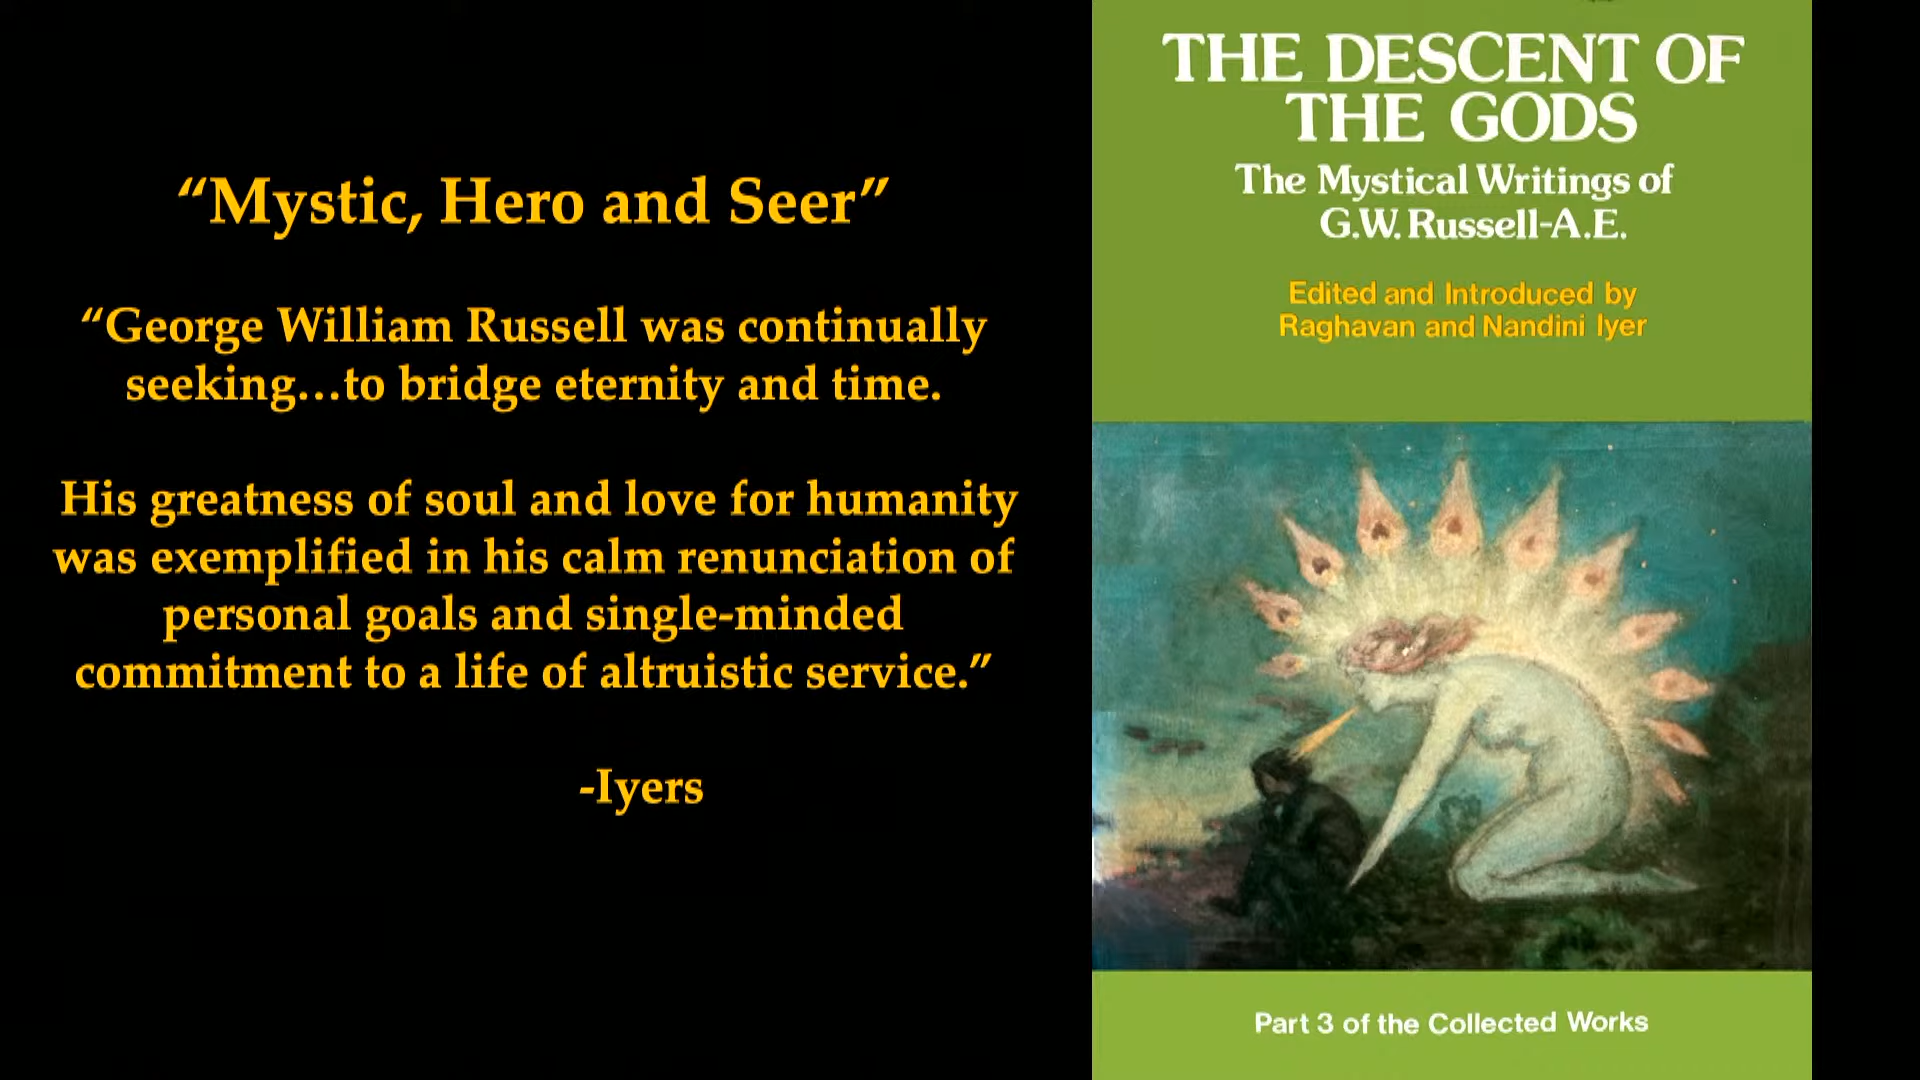 “Mystic, Hero and Seer”
“George William Russell was continually
seeking...to bridge eternity and time.
His greatness of soul and love for humanity
was exemplified in his calm renunciation of
personal goals and single-minded
commitment to a life of altruistic service.”
-Iyers
THE DESCENT OF
THE GODS
The Mystical Writings of
G.W. Russell-A.E.
Edited and Introduced by
Raghavan and Nandini Iyer
Part 3 of the Collected Works